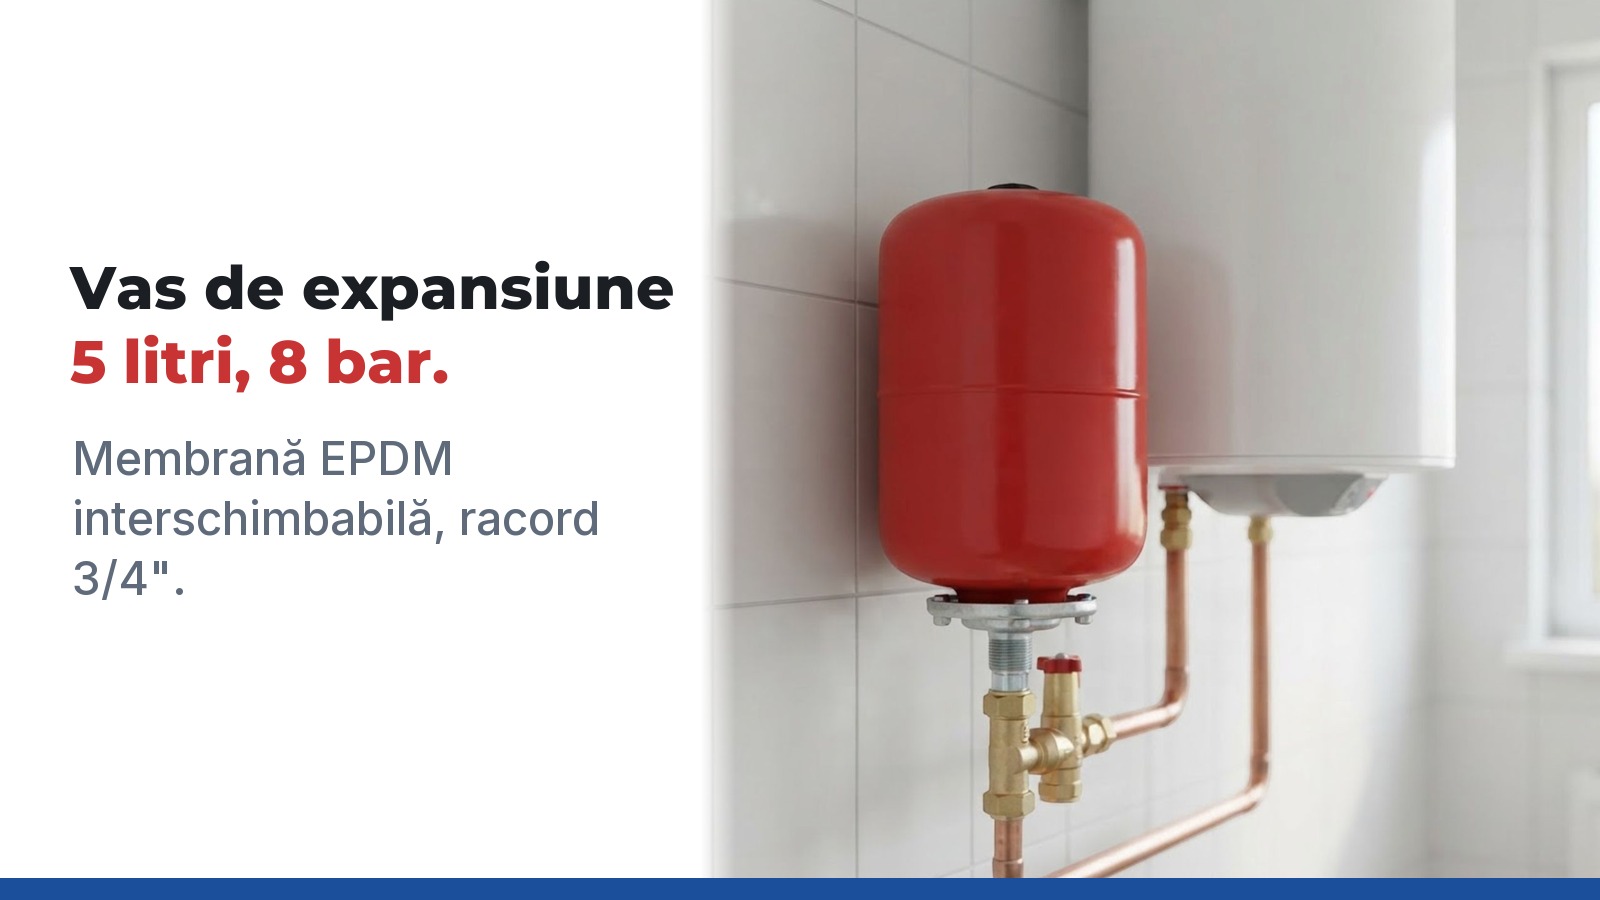 Vas de expansiune
5 litri, 8 bar.
Membrană EPDM
interschimbabilă, racord
3/4".